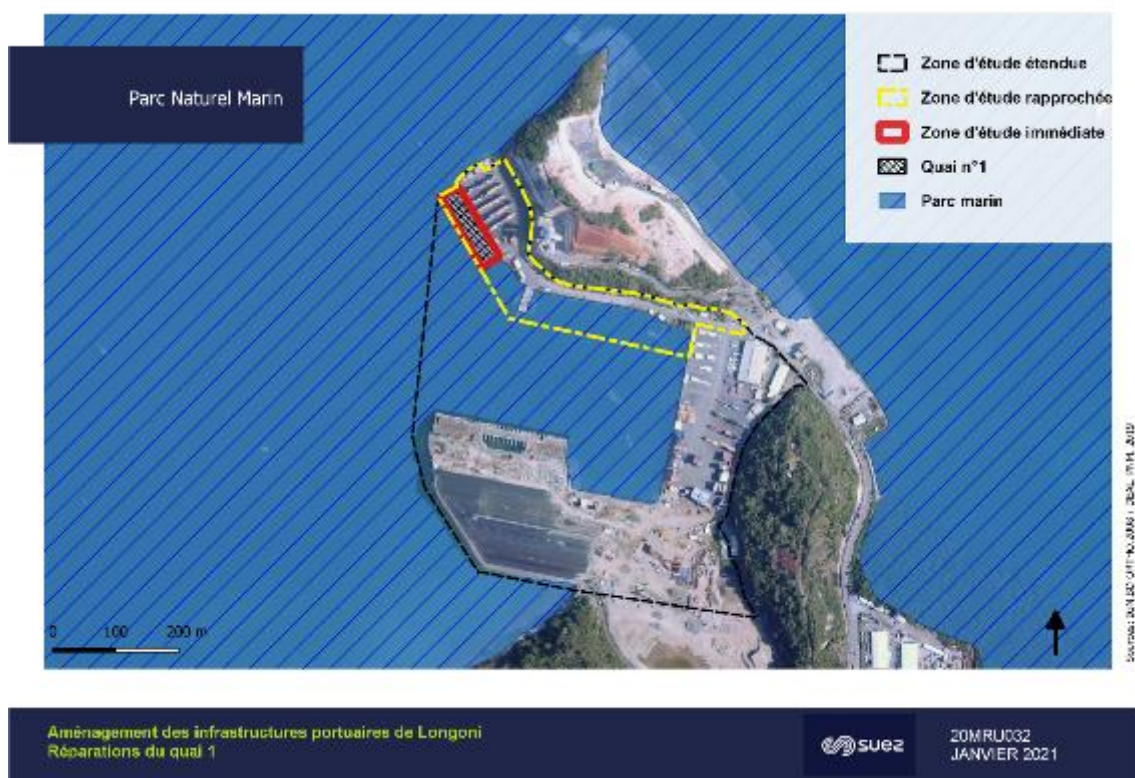 Parc Naturel Marin
Zone d'étude étendue
Zone d'étude rapprochée
Zone d'étude immédiate
Quai n°1
Parc marin
0 100 200 m
Aménagement des infrastructures portuaires de Longoni
Réparations du quai 1
suez
20MRU032
JANVIER 2021